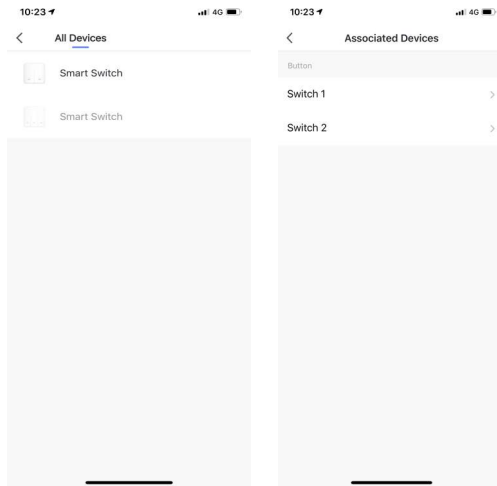 10:23 4G
All Devices
Smart Switch
Smart Switch
10:23 4G
Associated Devices
Button
Switch 1
Switch 2